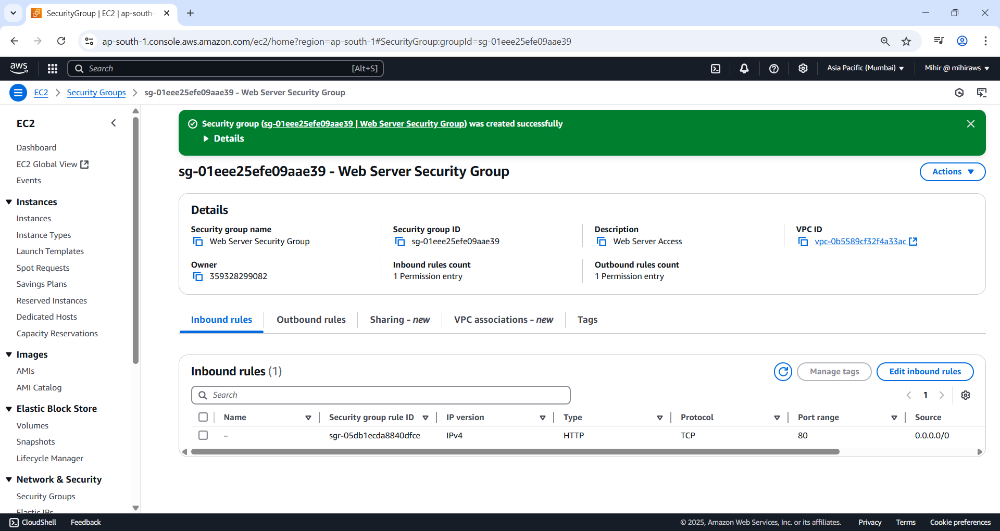 SecurityGroup | EC2 | ap-south-
ap-south-1.console.aws.amazon.com/ec2/home?region=ap-south-1#SecurityGroup:groupId=sg-01eee25efe09aae39
aws
Search [Alt+S]
Asia Pacific (Mumbai)
Mihir @ mihiraws
EC2 > Security Groups > sg-01eee25efe09aae39 - Web Server Security Group
EC2
Dashboard
EC2 Global View
Events
Instances
Instances
Instance Types
Launch Templates
Spot Requests
Savings Plans
Reserved Instances
Dedicated Hosts
Capacity Reservations
Images
AMIs
AMI Catalog
Elastic Block Store
Volumes
Snapshots
Lifecycle Manager
Network & Security
Security Groups
Elastic IPs
Security group (sg-01eee25efe09aae39 | Web Server Security Group) was created successfully
Details
sg-01eee25efe09aae39 - Web Server Security Group
Actions
Details
Security group name
Web Server Security Group
Security group ID
sg-01eee25efe09aae39
Description
Web Server Access
VPC ID
vpc-0b5589cf32f4a33ac
Owner
359328299082
Inbound rules count
1 Permission entry
Outbound rules count
1 Permission entry
Inbound rules
Outbound rules
Sharing - new
VPC associations - new
Tags
Inbound rules (1)
Manage tags
Edit inbound rules
Search
1
Name Security group rule ID IP version Type Protocol Port range Source
– sgr-05db1ecda8840dfce IPv4 HTTP TCP 80 0.0.0.0/0
CloudShell
Feedback
© 2025, Amazon Web Services, Inc. or its affiliates.
Privacy
Terms
Cookie preferences